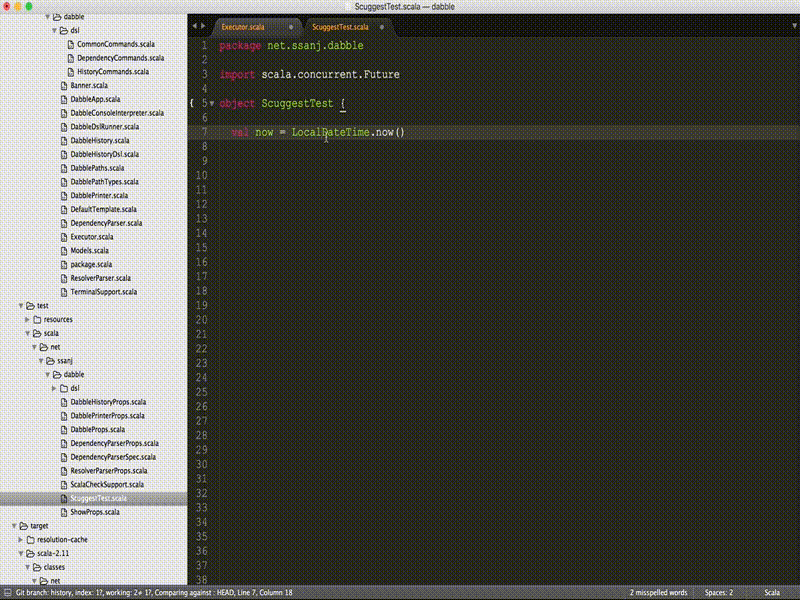 ScuggestTest.scala — dabble
dabble
dsl
CommonCommands.scala
DependencyCommands.scala
HistoryCommands.scala
Banner.scala
DabbleApp.scala
DabbleConsoleInterpreter.scala
DabbleDslRunner.scala
DabbleHistory.scala
DabbleHistoryDsl.scala
DabblePaths.scala
DabblePathTypes.scala
DabblePrinter.scala
DefaultTemplate.scala
DependencyParser.scala
Executor.scala
Models.scala
package.scala
ResolverParser.scala
TerminalSupport.scala
test
resources
scala
net
ssanj
dabble
dsl
DabbleHistoryProps.scala
DabblePrinterProps.scala
DabbleProps.scala
DependencyParserProps.scala
DependencyParserSpec.scala
ResolverParserProps.scala
ScalaCheckSupport.scala
ScuggestTest.scala
ShowProps.scala
target
resolution-cache
scala-2.11
classes
net
Executor.scala
ScuggestTest.scala
1 package net.ssanj.dabble
2
3 import scala.concurrent.Future
4
5 object ScuggestTest {
6
7 val now = LocalDateTime.now()
8
9
10
11
12
13
14
15
16
17
18
19
20
21
22
23
24
25
26
27
28
29
30
31
32
33
34
35
36
37
38
Git branch: history, index: 1?, working: 2≠ 1?, Comparing against : HEAD, Line 7, Column 18
2 misspelled words
Spaces: 2
Scala